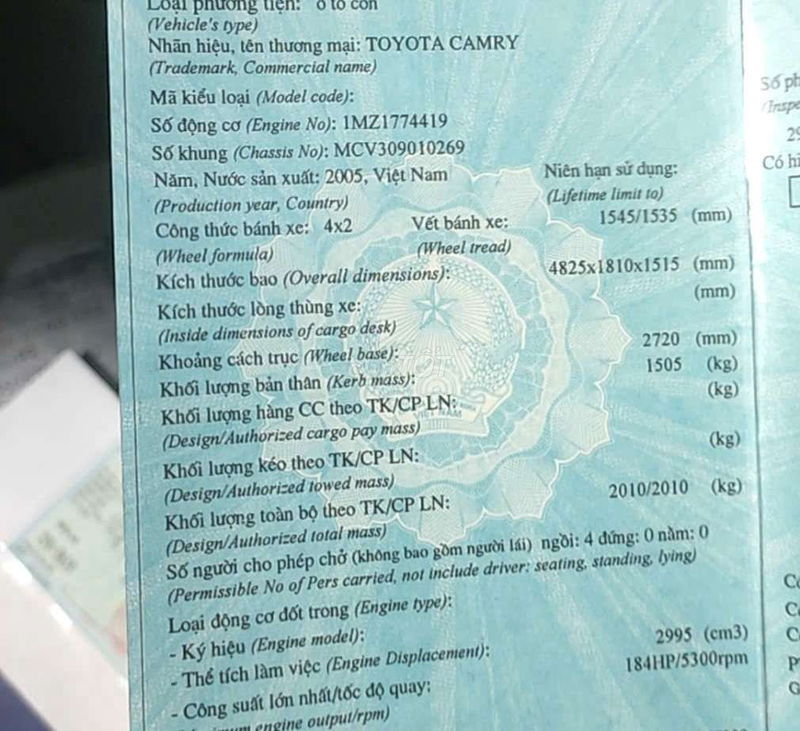 Loại phương tiện: ô tô con
(Vehicle's type)
Nhãn hiệu, tên thương mại: TOYOTA CAMRY
(Trademark, Commercial name)
Mã kiểu loại (Model code):
Số động cơ (Engine No): 1MZ1774419
Số khung (Chassis No): MCV309010269
Năm, Nước sản xuất: 2005, Việt Nam Niên hạn sử dụng:
(Production year, Country) (Lifetime limit to)
Công thức bánh xe: 4x2 Vết bánh xe: 1545/1535 (mm)
(Wheel formula) (Wheel tread)
Kích thước bao (Overall dimensions): 4825x1810x1515 (mm)
Kích thước lòng thùng xe: (mm)
(Inside dimensions of cargo desk)
Khoảng cách trục (Wheel base): 2720 (mm)
Khối lượng bản thân (Kerb mass): 1505 (kg)
Khối lượng hàng CC theo TK/CP LN: (kg)
(Design/Authorized cargo pay mass)
Khối lượng kéo theo TK/CP LN: (kg)
(Design/Authorized towed mass)
Khối lượng toàn bộ theo TK/CP LN: 2010/2010 (kg)
(Design/Authorized total mass)
Số người cho phép chở (không bao gồm người lái) ngồi: 4 đứng: 0 nằm: 0
(Permissible No of Pers carried, not include driver: seating, standing, lying)
Loại động cơ đốt trong (Engine type):
- Ký hiệu (Engine model):
- Thể tích làm việc (Engine Displacement): 2995 (cm3)
- Công suất lớn nhất/tốc độ quay: 184HP/5300rpm
engine output/rpm)
VIỆT NAM
Số
Có